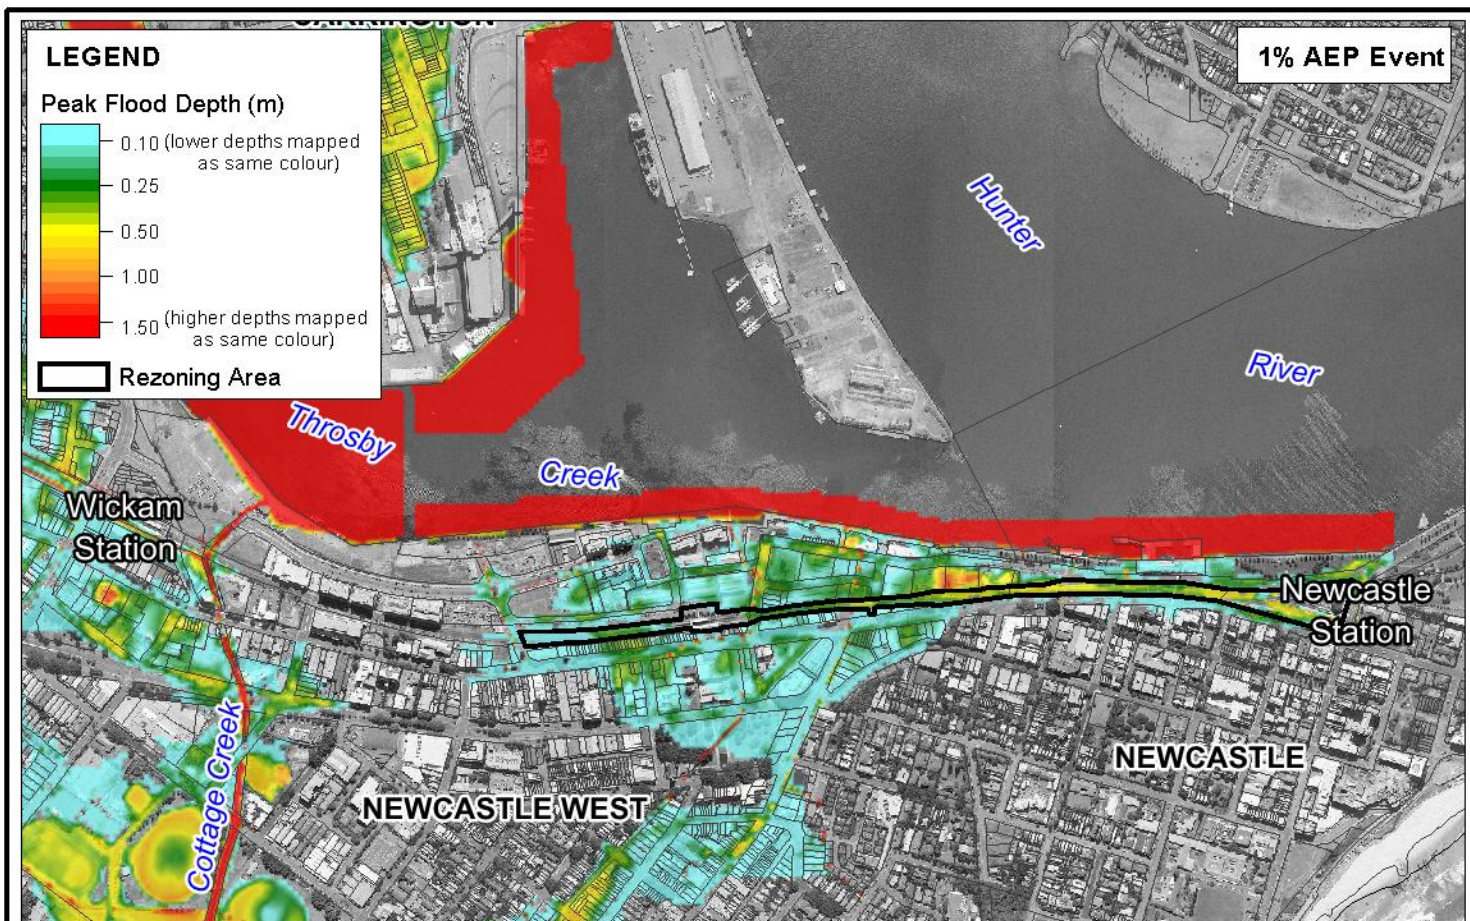 CARRINGTON
LEGEND
Peak Flood Depth (m)
0.10 (lower depths mapped
as same colour)
0.25
0.50
1.00
1.50 (higher depths mapped
as same colour)
Rezoning Area
1% AEP Event
Hunter
River
Throsby
Creek
Wickam
Station
Newcastle
Station
Cottage Creek
NEWCASTLE WEST
NEWCASTLE